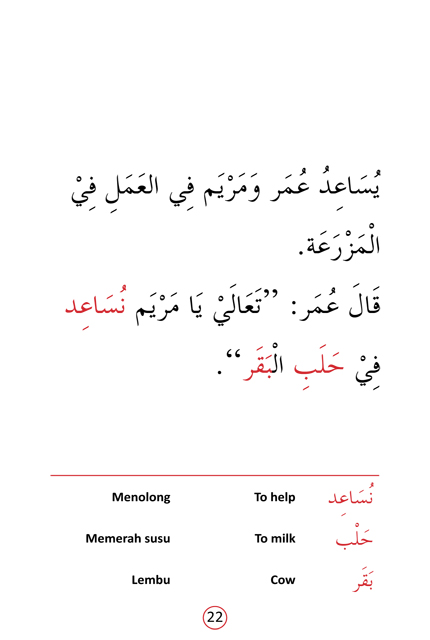 يُسَاعِدُ عُمَر وَمَرْيَم فِي العَمَلِ فِيْ
الْمَزْرَعَة.
قَالَ عُمَر: ”تَعَالَيْ يَا مَرْيَم نُسَاعِد
فِيْ حَلَبِ الْبَقَر“.
نُسَاعِد To help Menolong
حَلْب To milk Memerah susu
بَقَر Cow Lembu
22